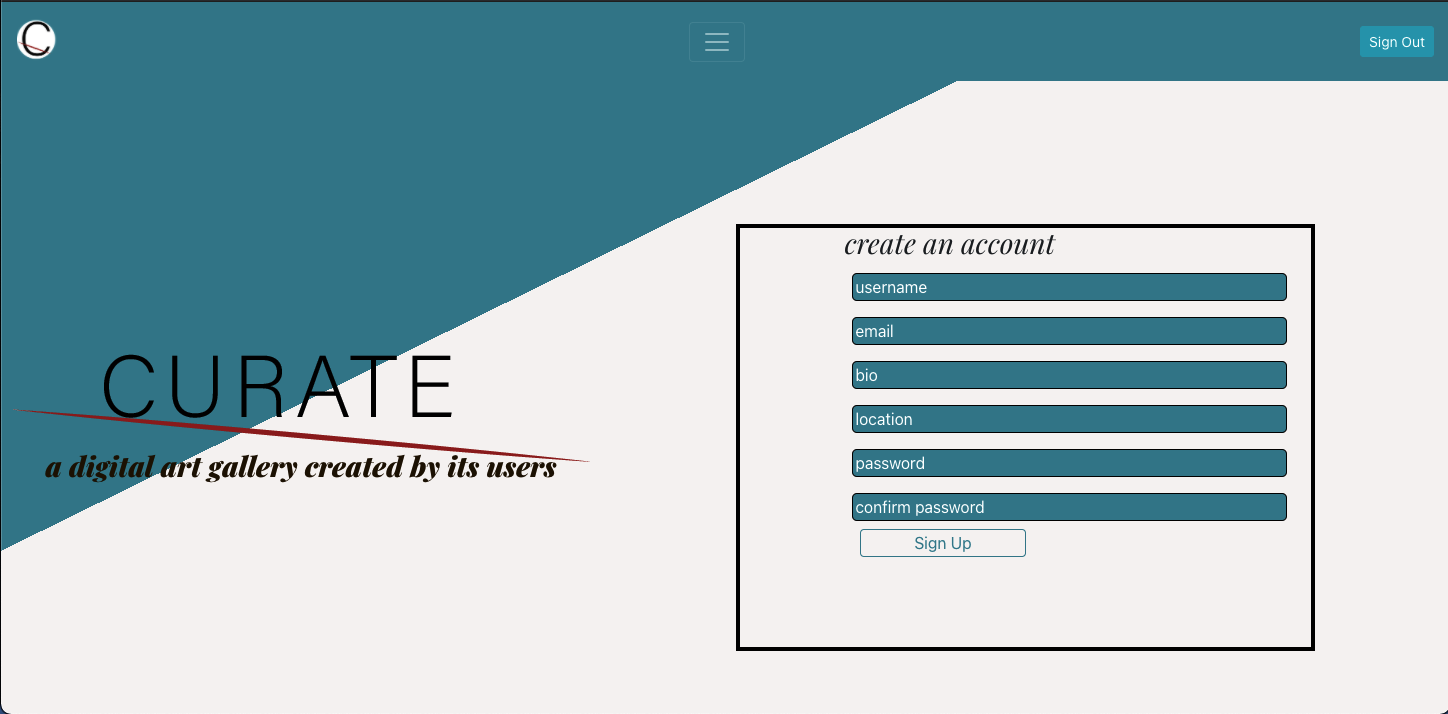 C
Sign Out
create an account
username
email
bio
location
password
confirm password
Sign Up
CURATE
a digital art gallery created by its users